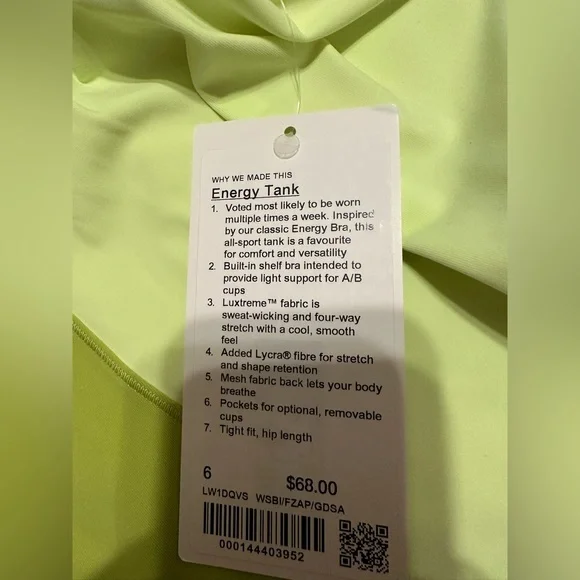 WHY WE MADE THIS
Energy Tank
1. Voted most likely to be worn
multiple times a week. Inspired
by our classic Energy Bra, this
all-sport tank is a favourite
for comfort and versatility
2. Built-in shelf bra intended to
provide light support for A/B
cups
3. Luxtreme™ fabric is
sweat-wicking and four-way
stretch with a cool, smooth
feel
4. Added Lycra® fibre for stretch
and shape retention
5. Mesh fabric back lets your body
breathe
6. Pockets for optional, removable
cups
7. Tight fit, hip length
6 $68.00
LW1DQVS WSBI/FZAP/GDSA
000144403952